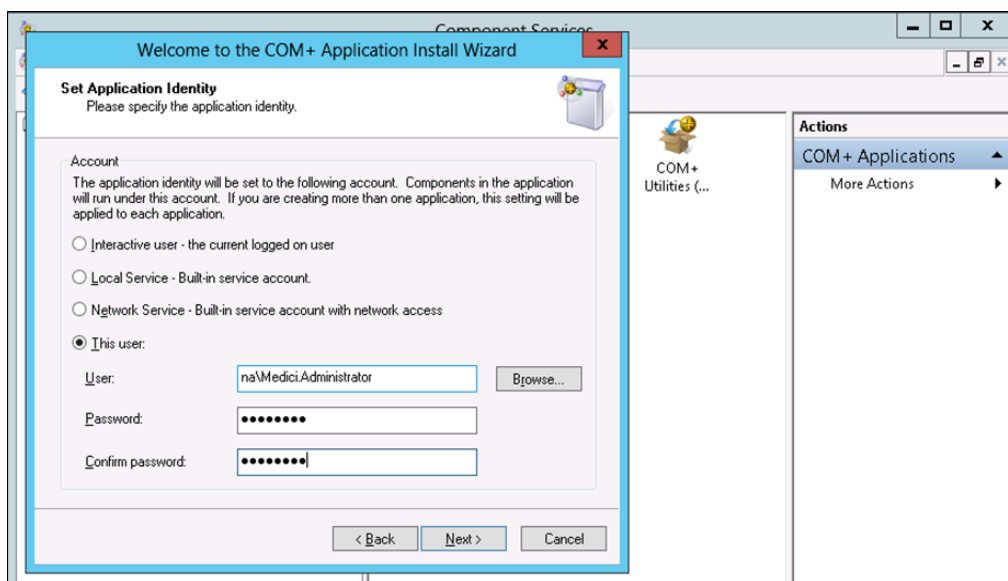 Component Services
Welcome to the COM+ Application Install Wizard
x
Set Application Identity
Please specify the application identity.
Account
The application identity will be set to the following account. Components in the application
will run under this account. If you are creating more than one application, this setting will be
applied to each application.
Interactive user - the current logged on user
Local Service - Built-in service account.
Network Service - Built-in service account with network access
This user:
User:
na\Medici.Administrator
Browse...
Password:
Confirm password:
< Back
Next >
Cancel
COM+
Utilities (...
Actions
COM+ Applications
More Actions